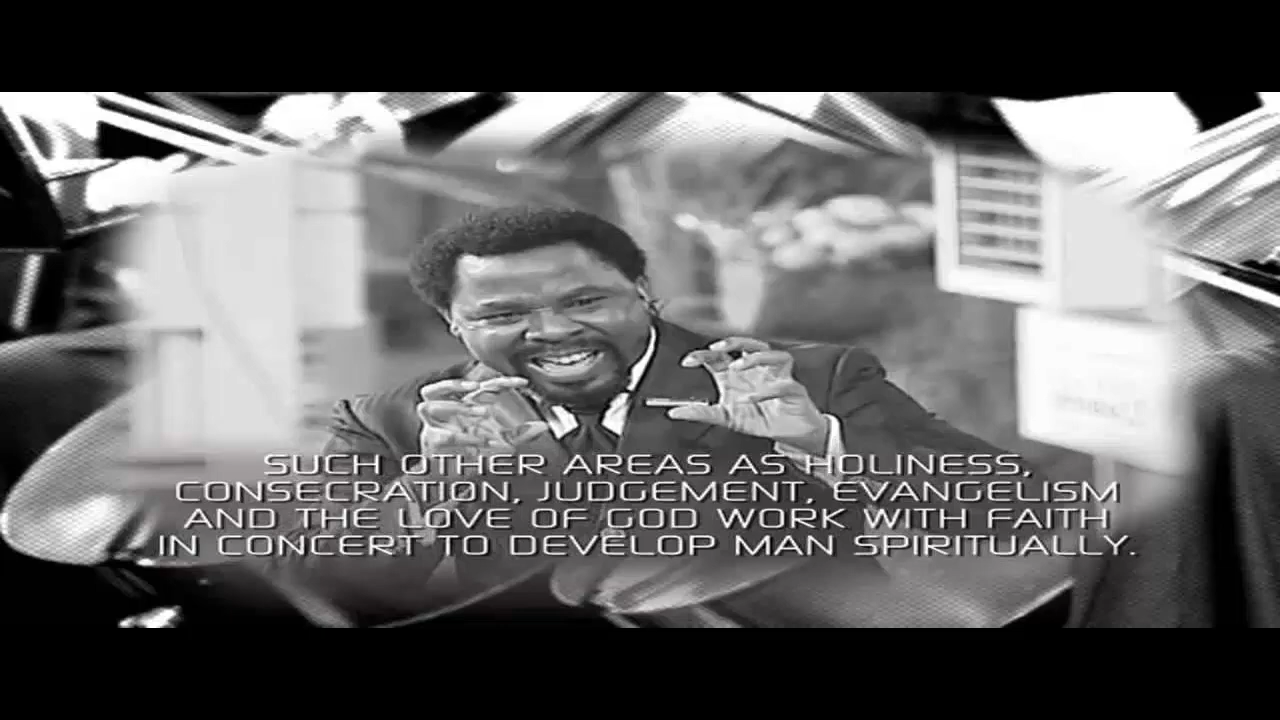 SUCH OTHER AREAS AS HOLINESS,
CONSECRATION, JUDGEMENT, EVANGELISM
AND THE LOVE OF GOD WORK WITH FAITH
IN CONCERT TO DEVELOP MAN SPIRITUALLY.